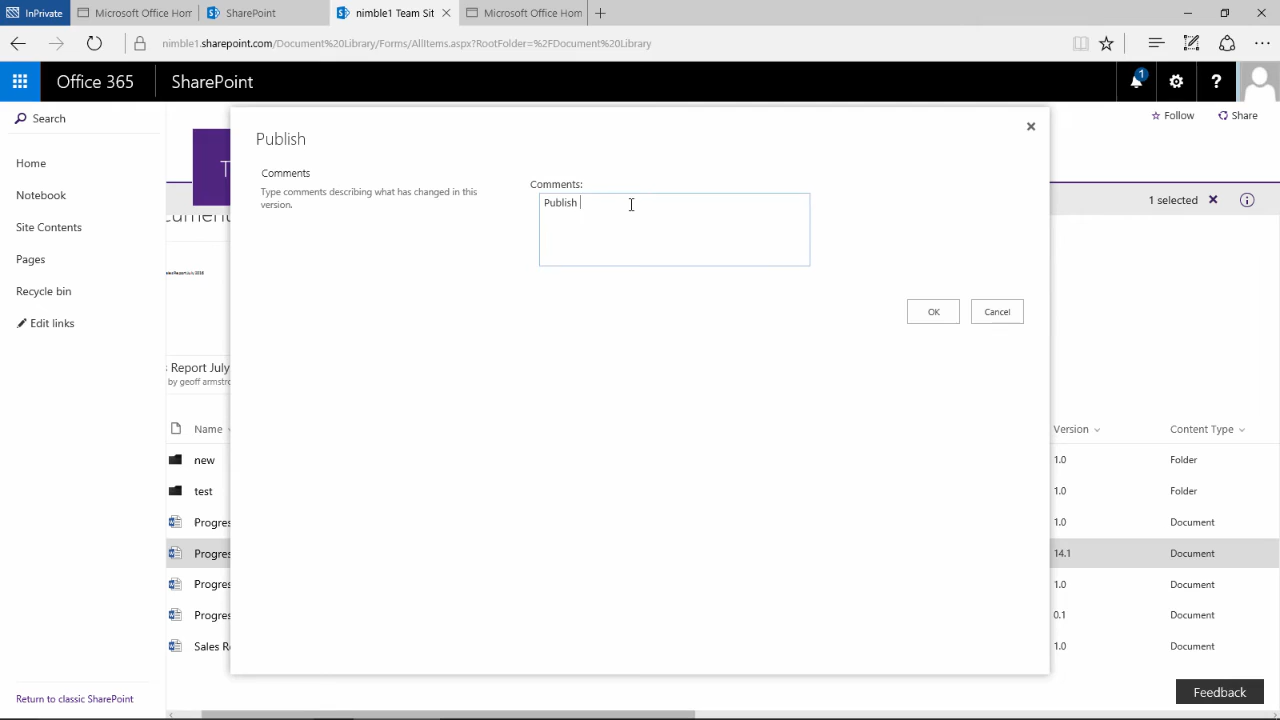 InPrivate
Microsoft Office Hom
SharePoint
nimble1 Team Sit
Microsoft Office Hom
nimble1.sharepoint.com/Document%20Library/Forms/AllItems.aspx?RootFolder=%2FDocument%20Library
Office 365
SharePoint
1
Search
Follow
Share
Home
Notebook
Site Contents
Pages
Recycle bin
Edit links
Return to classic SharePoint
Publish
Comments
Type comments describing what has changed in this
version.
Comments:
Publish
OK
Cancel
1 selected
s Report July
by geoff armstro
Name
Version
Content Type
new
1.0
Folder
test
1.0
Folder
Progres
1.0
Document
Progres
14.1
Document
Progres
1.0
Document
Progres
0.1
Document
Sales R
1.0
Document
Feedback